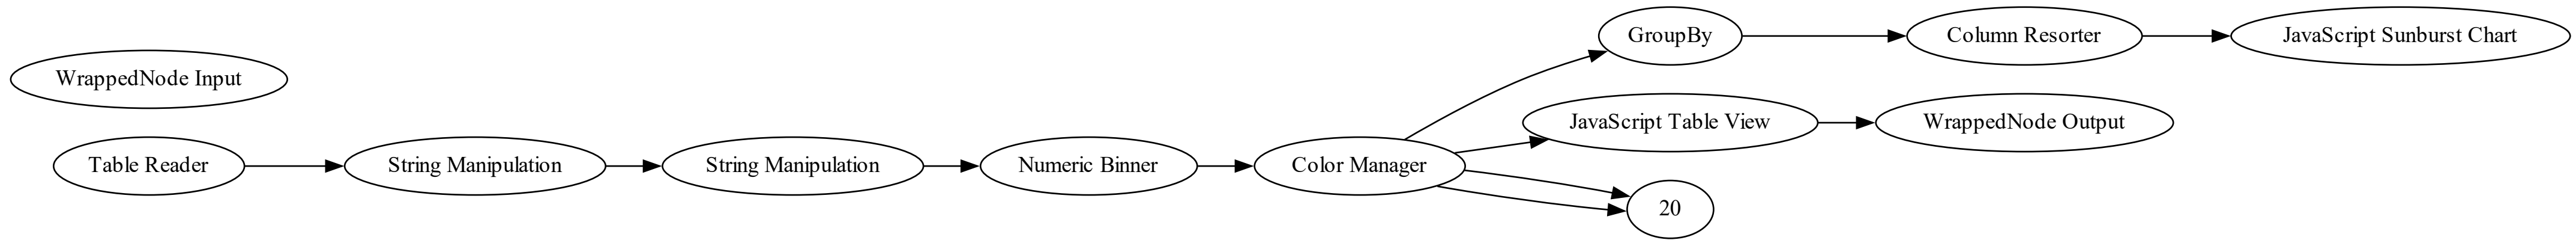 WrappedNode Input
Table Reader
String Manipulation
String Manipulation
Numeric Binner
Color Manager
GroupBy
Column Resorter
JavaScript Sunburst Chart
JavaScript Table View
WrappedNode Output
20